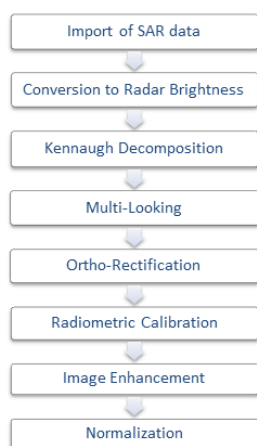 Import of SAR data
Conversion to Radar Brightness
Kennaugh Decomposition
Multi-Looking
Ortho-Rectification
Radiometric Calibration
Image Enhancement
Normalization